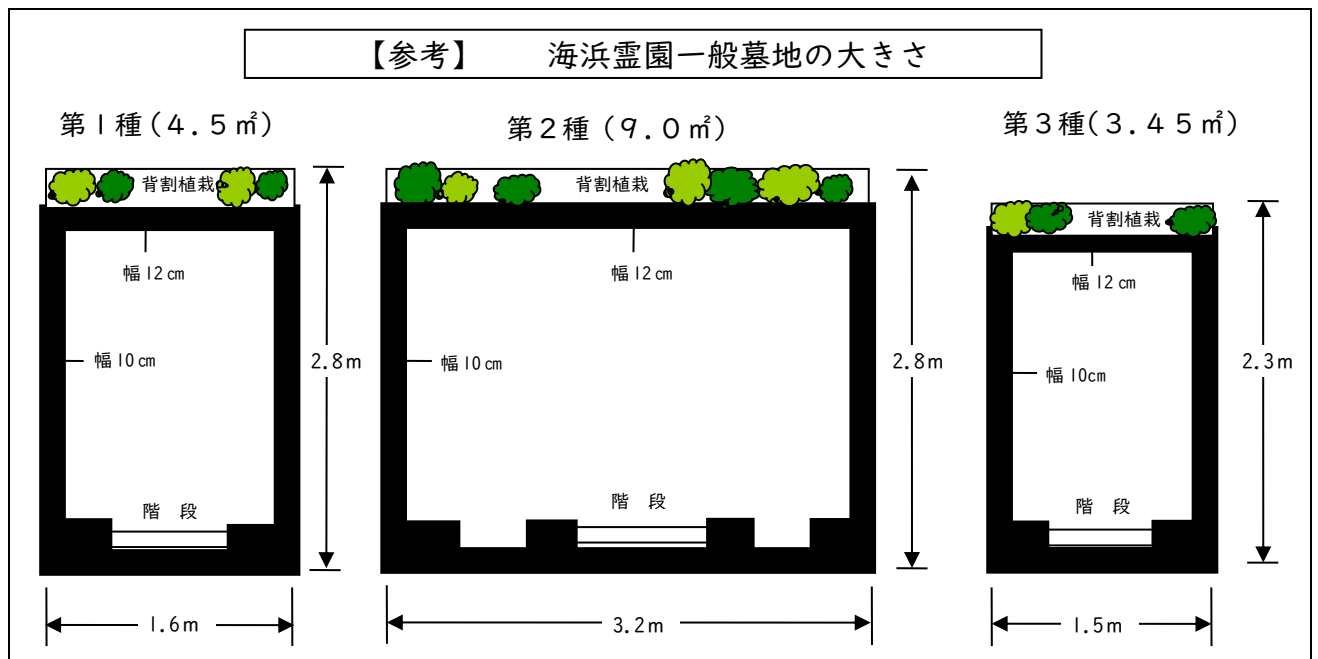 【参考】　　海浜霊園一般墓地の大きさ
第1種(4.5㎡)
背割植栽
幅12㎝
幅10㎝
階　段
2.8m
1.6m
第2種(9.0㎡)
背割植栽
幅12㎝
幅10㎝
階　段
2.8m
3.2m
第3種(3.45㎡)
背割植栽
幅12㎝
幅10cm
階　段
2.3m
1.5m